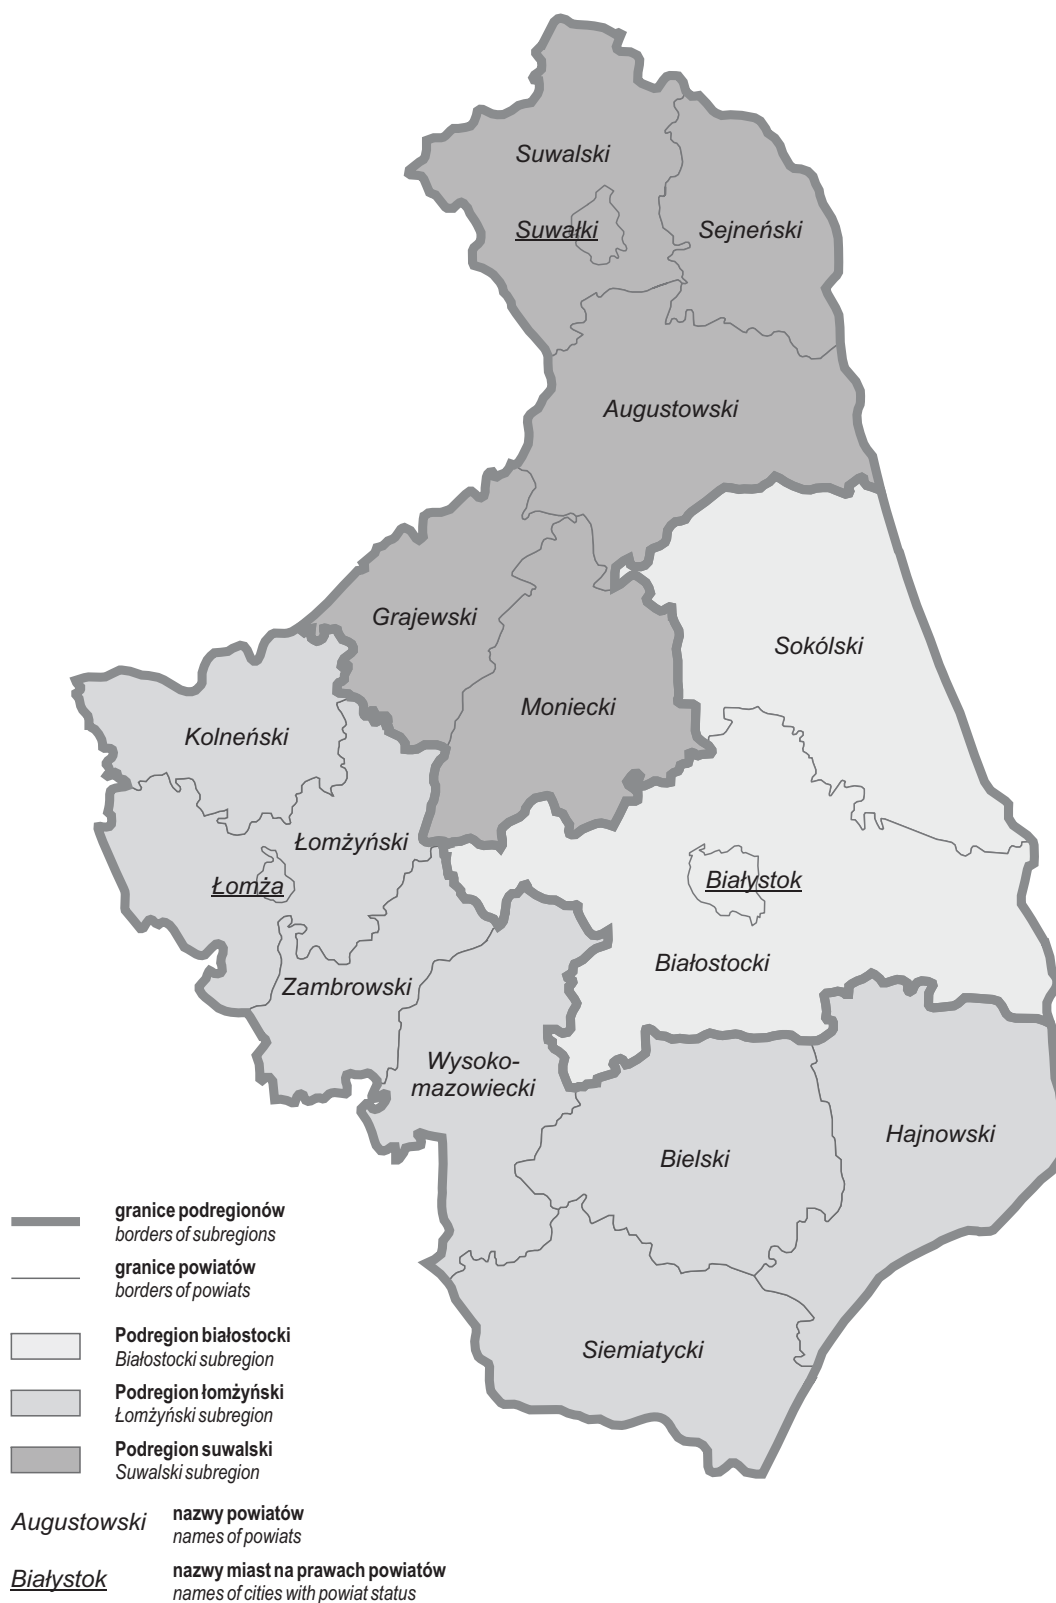 Suwalski
Suwałki
Sejneński
Augustowski
Grajewski
Sokólski
Moniecki
Kolneński
Łomżyński
Łomża
Białystok
Białostocki
Zambrowski
Wysoko-
mazowiecki
Hajnowski
Bielski
Siemiatycki
granice podregionów
borders of subregions
granice powiatów
borders of powiats
Podregion białostocki
Białostocki subregion
Podregion łomżyński
Łomżyński subregion
Podregion suwalski
Suwalski subregion
Augustowski nazwy powiatów
names of powiats
Białystok nazwy miast na prawach powiatów
names of cities with powiat status